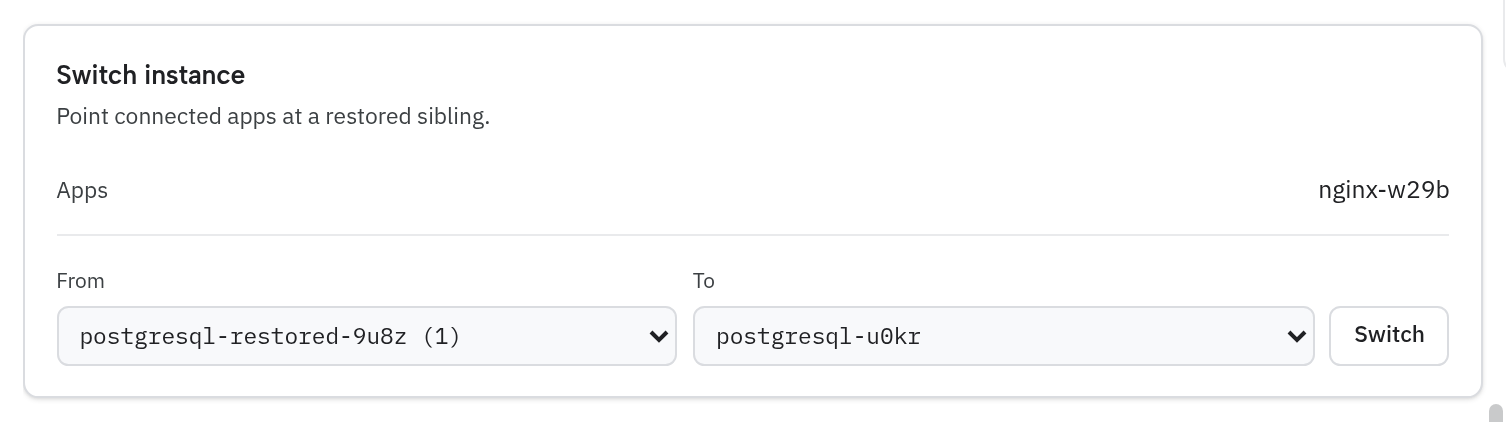 Switch instance
Point connected apps at a restored sibling.
Apps
nginx-w29b
From
To
postgresql-restored-9u8z (1)
postgresql-u0kr
Switch